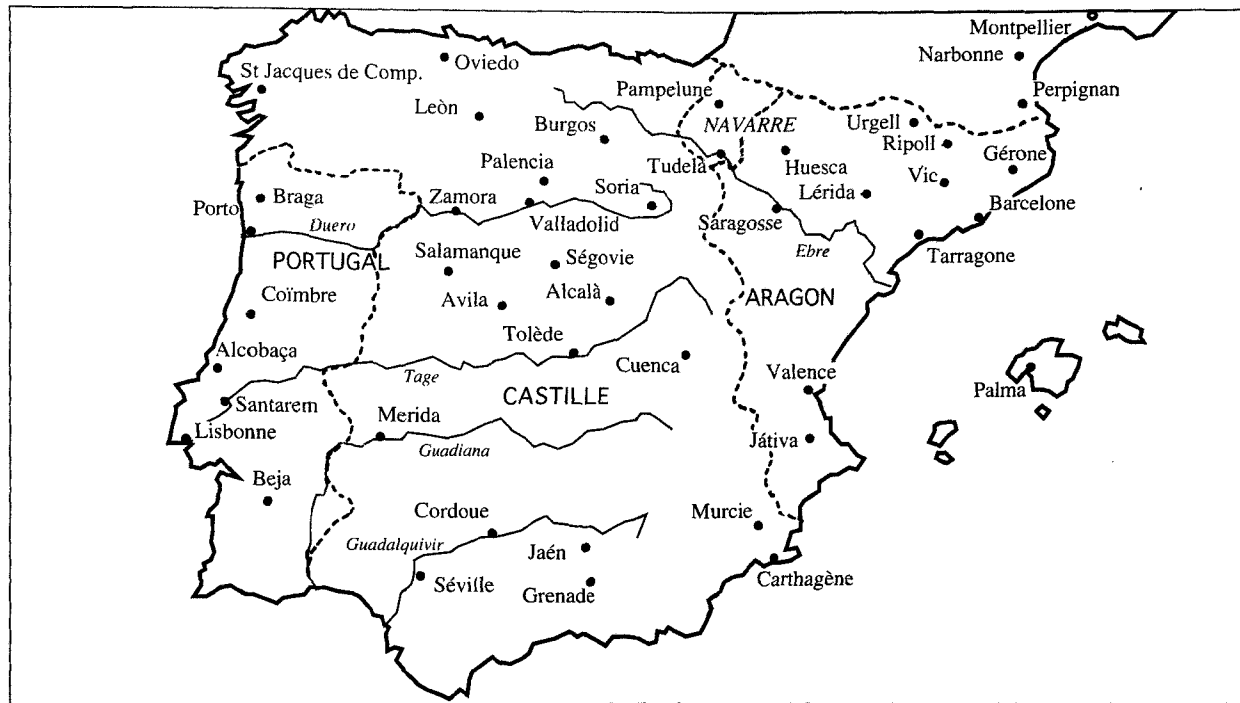 Montpellier
Oviedo
Narbonne
St Jacques de Comp.
Pampelune
Perpignan
Leòn
Burgos
NAVARRE
Urgell
Ripoll
Gérone
Palencia
Tudela
Huesca
Vic
Braga
Zamora
Soria
Lérida
Porto
Duero
Valladolid
Saragosse
Barcelone
Ebre
Tarragone
PORTUGAL
Salamanque
Ségovie
Coïmbre
Avila
Alcalà
ARAGON
Tolède
Alcobaça
Tage
Cuenca
Valence
Palma
Santarem
CASTILLE
Lisbonne
Merida
Guadiana
Játiva
Beja
Cordoue
Murcie
Guadalquivir
Jaén
Séville
Grenade
Carthagène